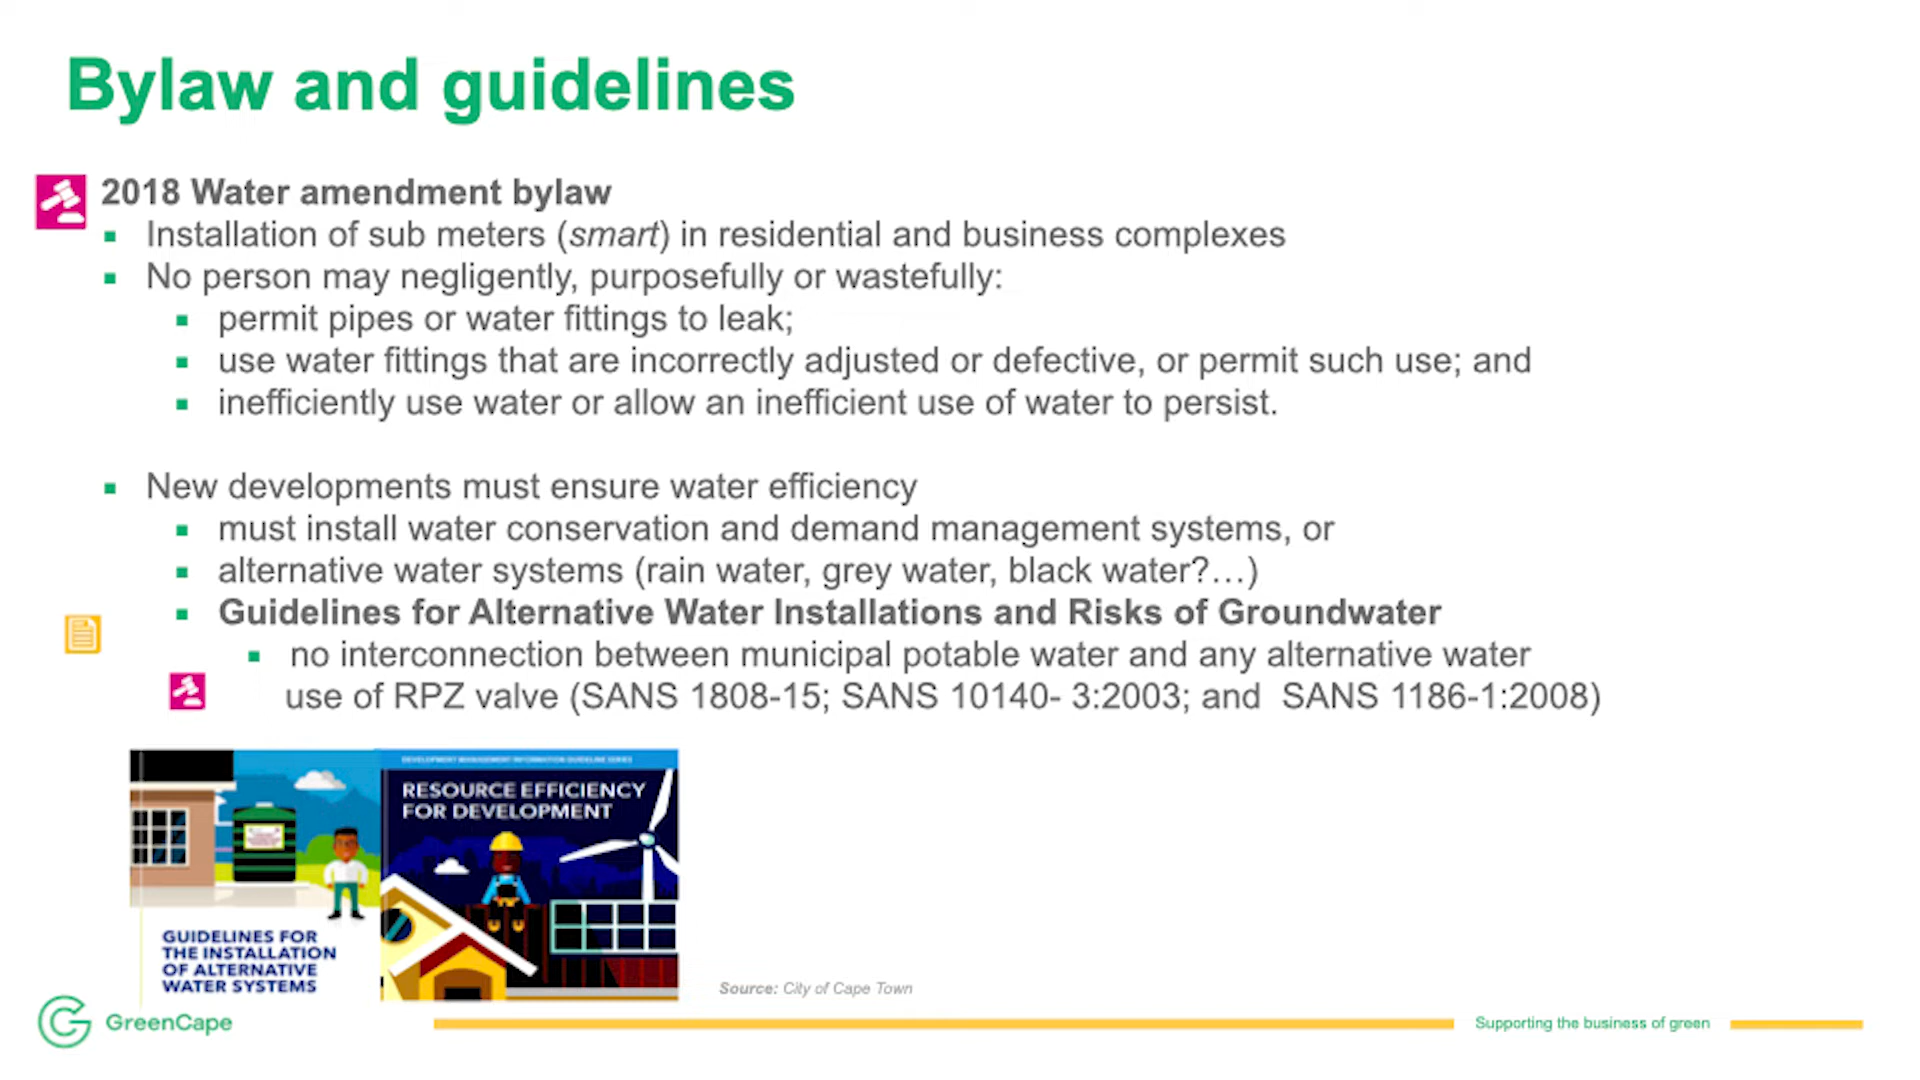 Bylaw and guidelines
2018 Water amendment bylaw
Installation of sub meters (smart) in residential and business complexes
No person may negligently, purposefully or wastefully:
permit pipes or water fittings to leak;
use water fittings that are incorrectly adjusted or defective, or permit such use; and
inefficiently use water or allow an inefficient use of water to persist.
New developments must ensure water efficiency
must install water conservation and demand management systems, or
alternative water systems (rain water, grey water, black water?…)
Guidelines for Alternative Water Installations and Risks of Groundwater
no interconnection between municipal potable water and any alternative water
use of RPZ valve (SANS 1808-15; SANS 10140- 3:2003; and  SANS 1186-1:2008)
GUIDELINES FOR
THE INSTALLATION
OF ALTERNATIVE
WATER SYSTEMS
DEVELOPMENT MANAGEMENT INFORMATION GUIDELINE SERIES
RESOURCE EFFICIENCY
FOR DEVELOPMENT
Source: City of Cape Town
GreenCape
Supporting the business of green